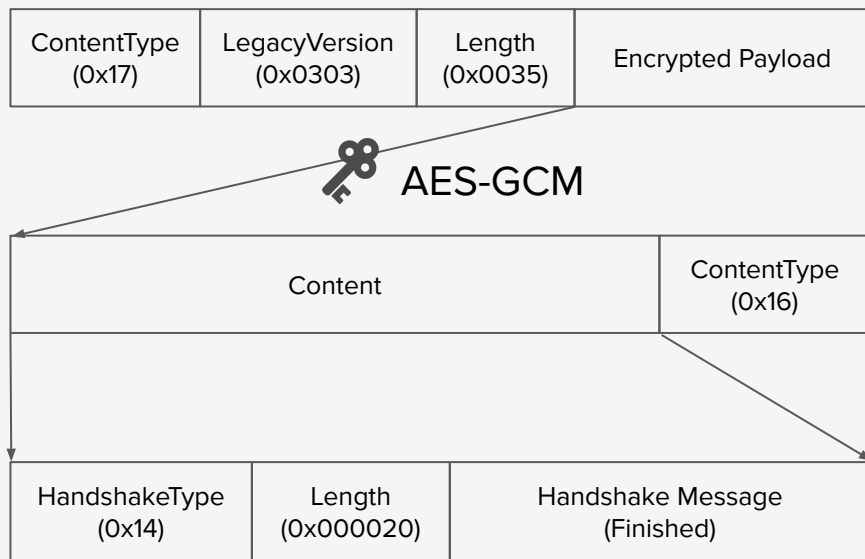 ContentType
(0x17)
LegacyVersion
(0x0303)
Length
(0x0035)
Encrypted Payload
AES-GCM
Content
ContentType
(0x16)
HandshakeType
(0x14)
Length
(0x000020)
Handshake Message
(Finished)